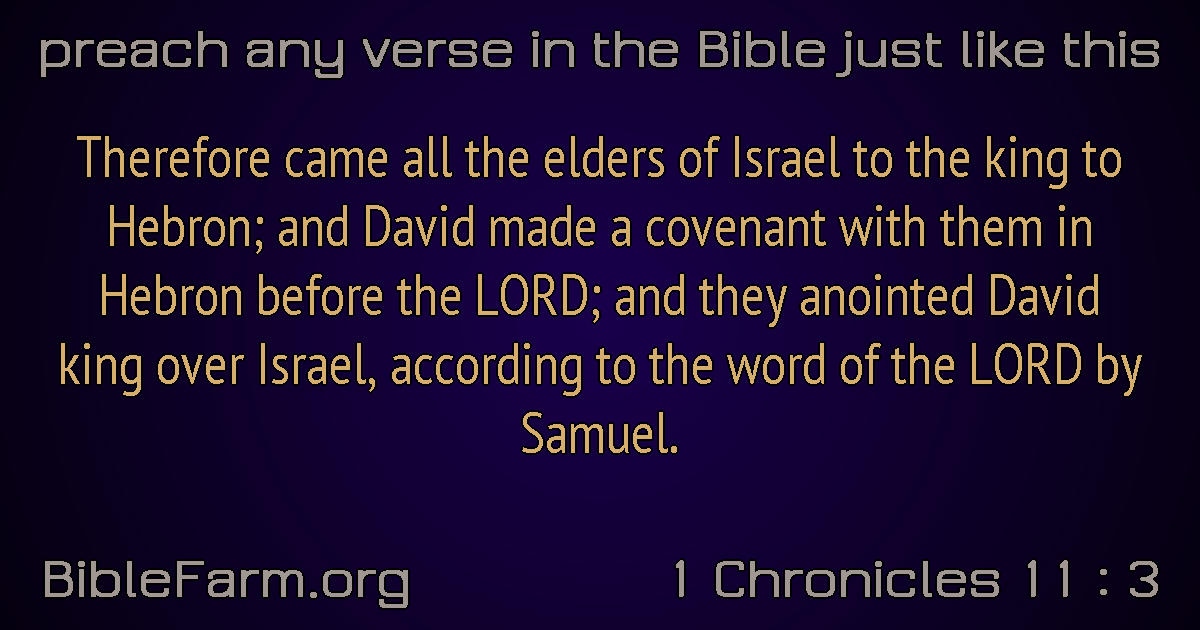 preach any verse in the Bible just like this
Therefore came all the elders of Israel to the king to
Hebron; and David made a covenant with them in
Hebron before the LORD; and they anointed David
king over Israel, according to the word of the LORD by
Samuel.
BibleFarm.org
1 Chronicles 11 : 3